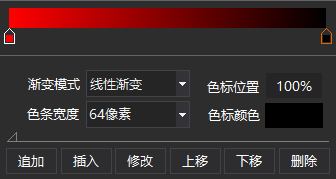 渐变模式 线性渐变 色标位置 100%
色条宽度 64像素 色标颜色
追加 插入 修改 上移 下移 删除